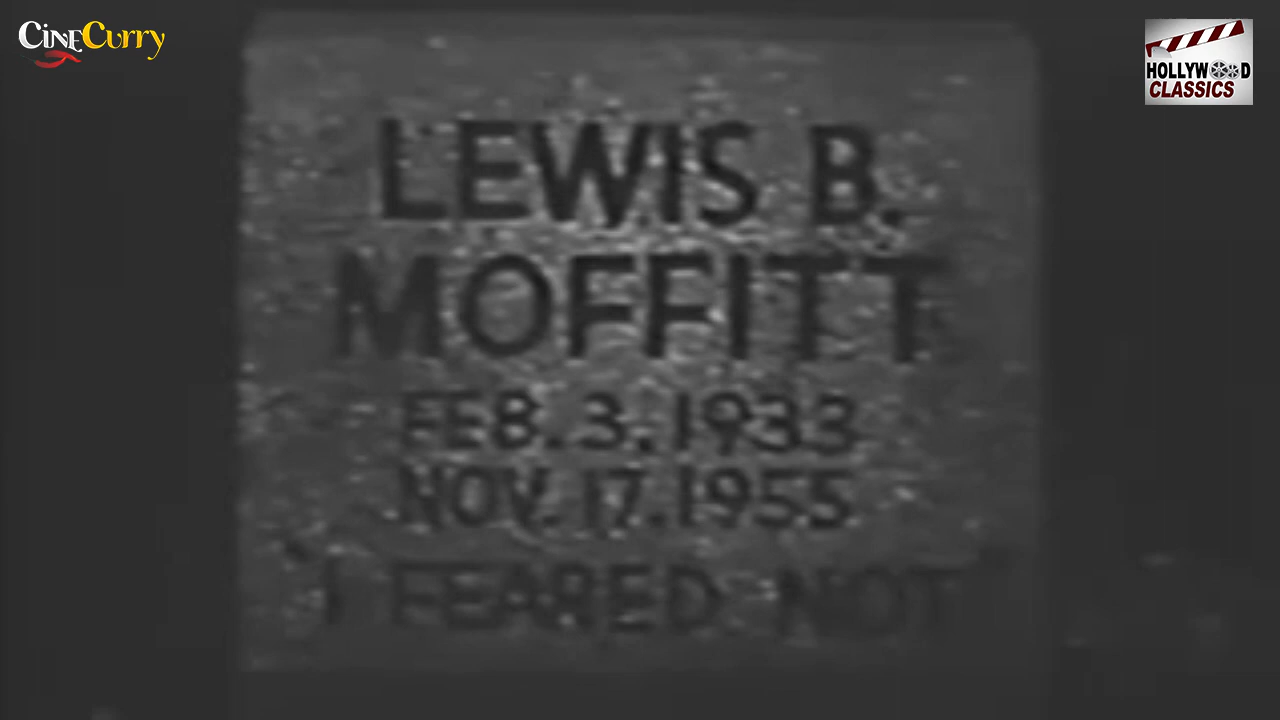 CINECURRY
HOLLYWOOD
CLASSICS
LEWIS B.
MOFFITT
FEB. 3. 1933
NOV. 17. 1955
"I FEARED NOT"